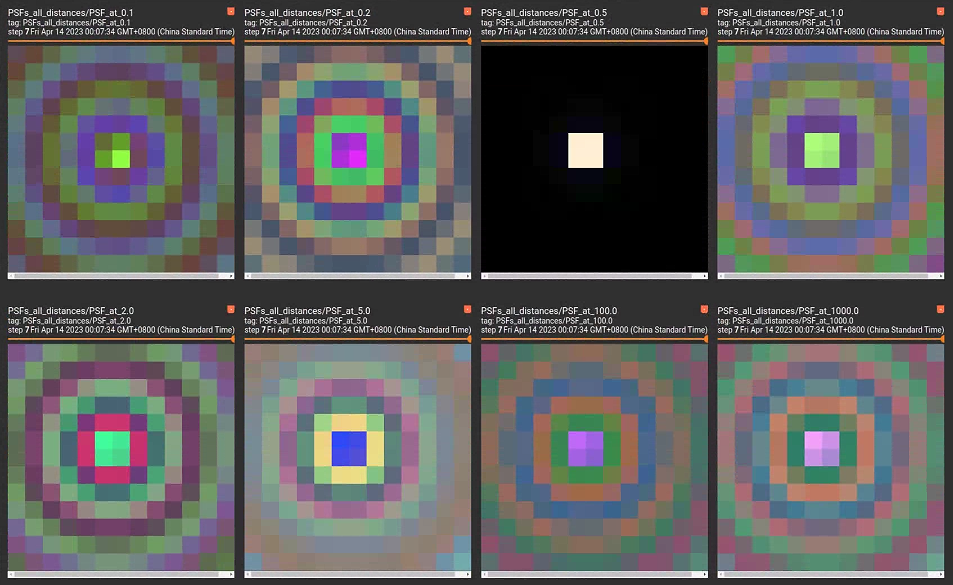 PSFs_all_distances/PSF_at_0.1
tag: PSFs_all_distances/PSF_at_0.1
step 7 Fri Apr 14 2023 00:07:34 GMT+0800 (China Standard Time)
PSFs_all_distances/PSF_at_0.2
tag: PSFs_all_distances/PSF_at_0.2
step 7 Fri Apr 14 2023 00:07:34 GMT+0800 (China Standard Time)
PSFs_all_distances/PSF_at_0.5
tag: PSFs_all_distances/PSF_at_0.5
step 7 Fri Apr 14 2023 00:07:34 GMT+0800 (China Standard Time)
PSFs_all_distances/PSF_at_1.0
tag: PSFs_all_distances/PSF_at_1.0
step 7 Fri Apr 14 2023 00:07:34 GMT+0800 (China Standard Time)
PSFs_all_distances/PSF_at_2.0
tag: PSFs_all_distances/PSF_at_2.0
step 7 Fri Apr 14 2023 00:07:34 GMT+0800 (China Standard Time)
PSFs_all_distances/PSF_at_5.0
tag: PSFs_all_distances/PSF_at_5.0
step 7 Fri Apr 14 2023 00:07:34 GMT+0800 (China Standard Time)
PSFs_all_distances/PSF_at_100.0
tag: PSFs_all_distances/PSF_at_100.0
step 7 Fri Apr 14 2023 00:07:34 GMT+0800 (China Standard Time)
PSFs_all_distances/PSF_at_1000.0
tag: PSFs_all_distances/PSF_at_1000.0
step 7 Fri Apr 14 2023 00:07:34 GMT+0800 (China Standard Time)